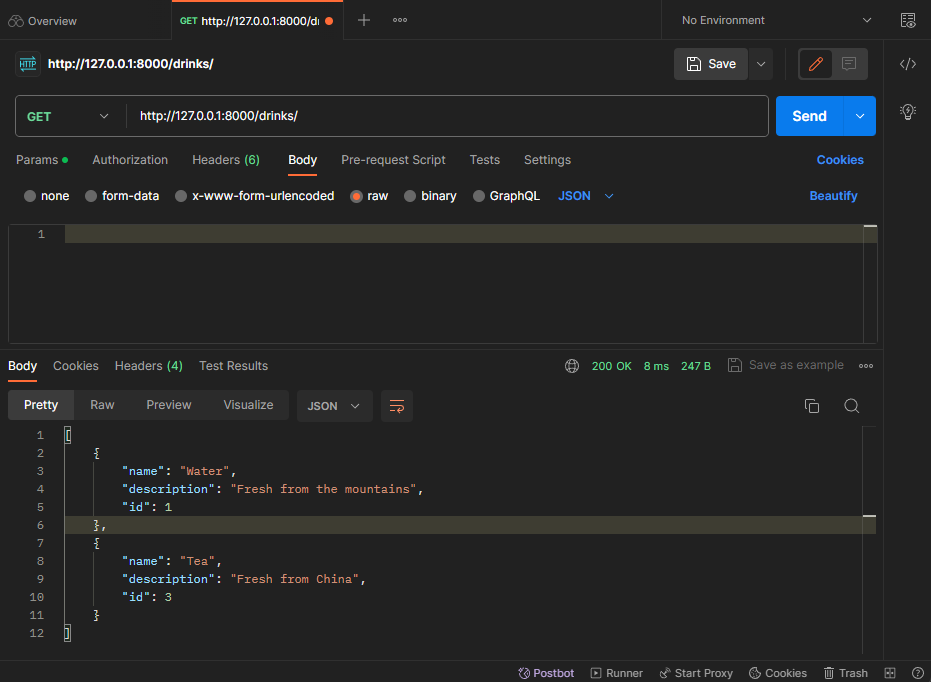 Overview
GET http://127.0.0.1:8000/dri
No Environment
HTTP http://127.0.0.1:8000/drinks/
Save
GET http://127.0.0.1:8000/drinks/ Send
Params Authorization Headers (6) Body Pre-request Script Tests Settings Cookies
none form-data x-www-form-urlencoded raw binary GraphQL JSON Beautify
1
Body Cookies Headers (4) Test Results 200 OK 8 ms 247 B Save as example
Pretty Raw Preview Visualize JSON
1 [
2 {
3 "name": "Water",
4 "description": "Fresh from the mountains",
5 "id": 1
6 },
7 {
8 "name": "Tea",
9 "description": "Fresh from China",
10 "id": 3
11 }
12 ]
Postbot Runner Start Proxy Cookies Trash